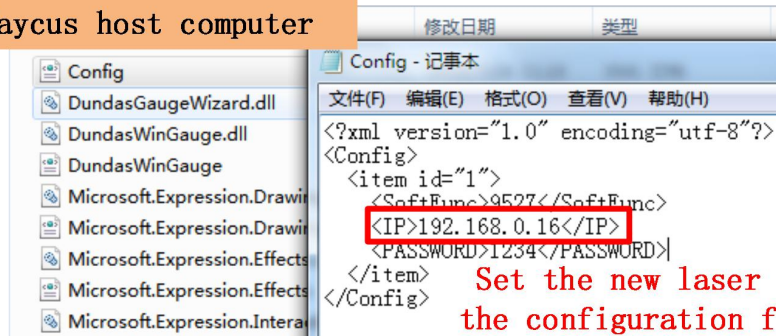 aycus host computer
修改日期 类型
Config
DundasGaugeWizard.dll
DundasWinGauge.dll
DundasWinGauge
Microsoft.Expression.Drawin
Microsoft.Expression.Drawin
Microsoft.Expression.Effects
Microsoft.Expression.Effects
Microsoft.Expression.Intera
Config - 记事本
文件(F) 编辑(E) 格式(O) 查看(V) 帮助(H)
<?xml version="1.0" encoding="utf-8"?>
<Config>
<item id="1">
<SoftFunc>9527</SoftFunc>
<IP>192.168.0.16</IP>
<PASSWORD>1234</PASSWORD>
</item>
</Config>
Set the new laser
the configuration f